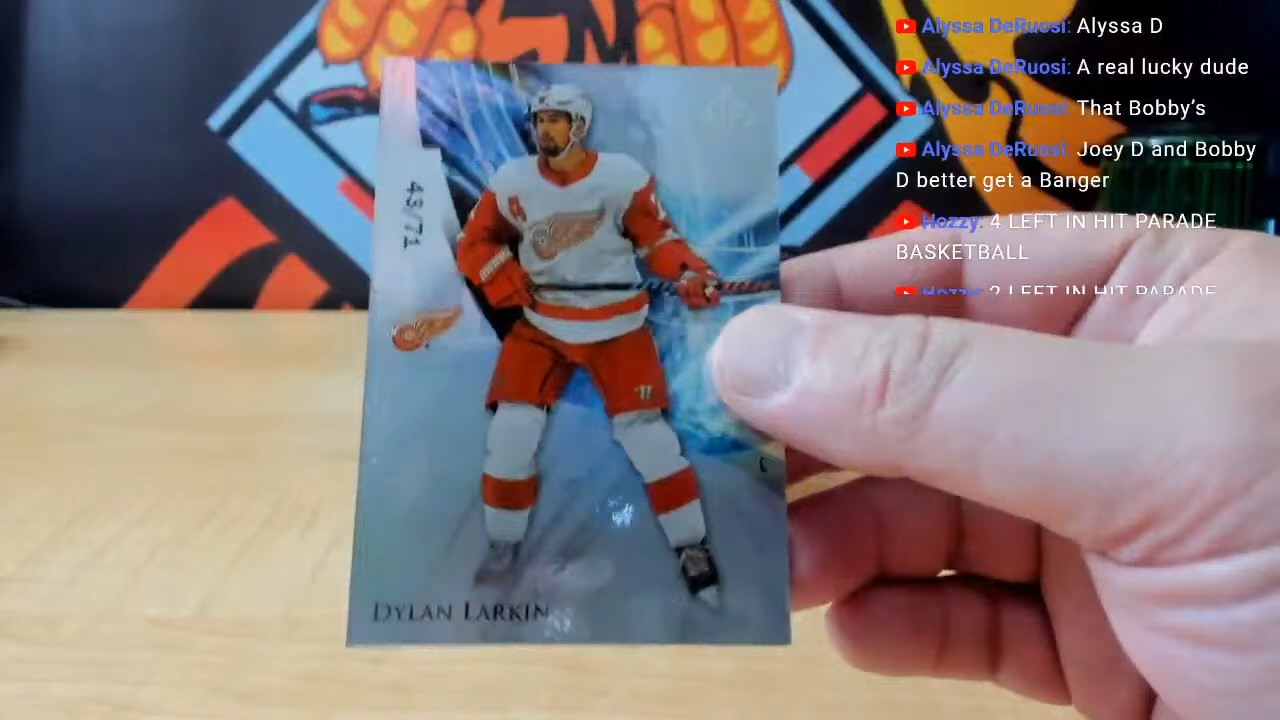 Alyssa DeRuosi: Alyssa D
Alyssa DeRuosi: A real lucky dude
Alyssa DeRuosi: That Bobby's
Alyssa DeRuosi: Joey D and Bobby
D better get a Banger
Hozzy: 4 LEFT IN HIT PARADE
BASKETBALL
Hozzy: 2 LEFT IN HIT PARADE
43/71
A
C
DYLAN LARKIN